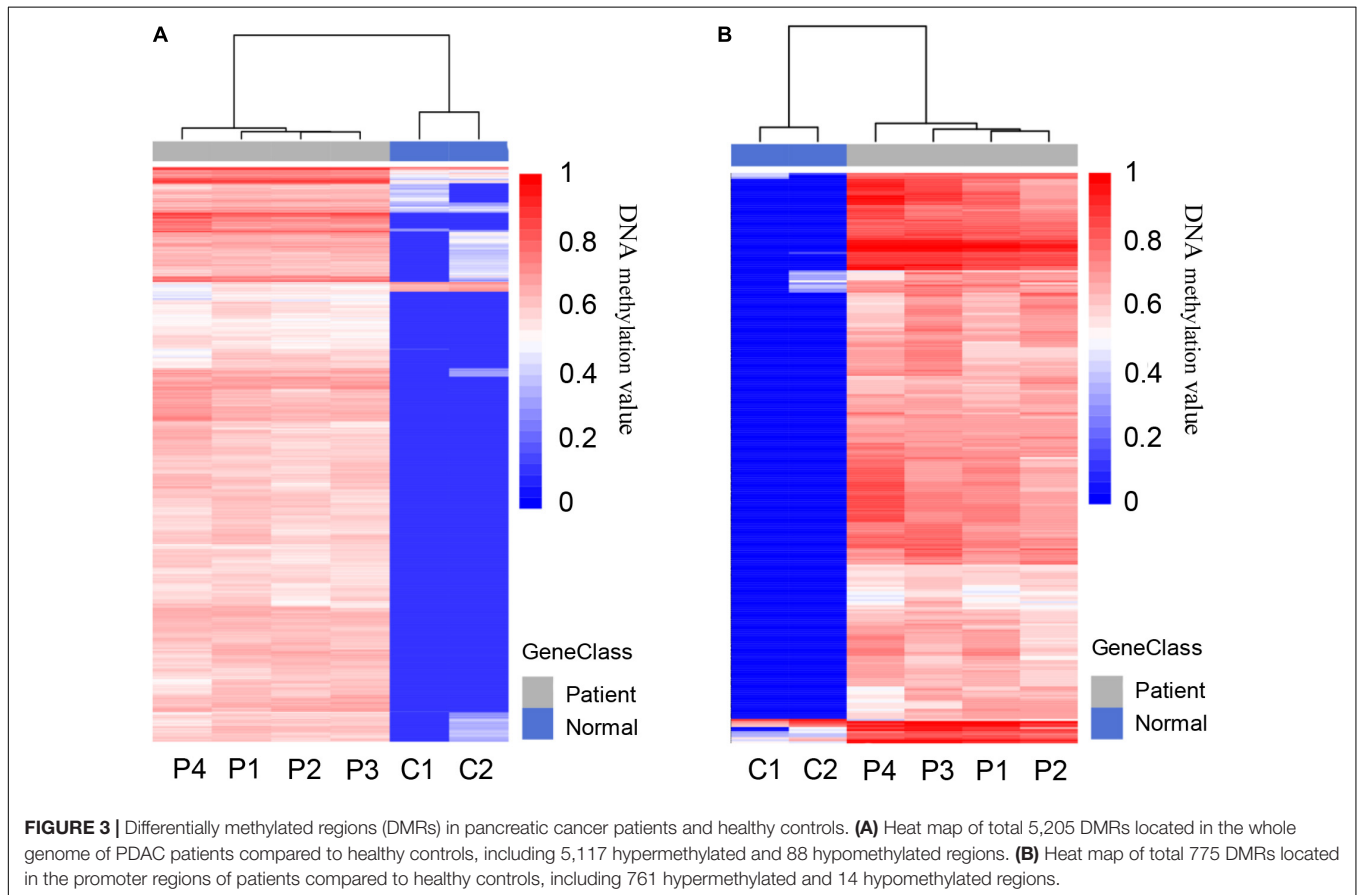 A
1
0.8
0.6
0.4
0.2
0
DNA methylation value
GeneClass
Patient
Normal
P4 P1 P2 P3 C1 C2
B
1
0.8
0.6
0.4
0.2
0
DNA methylation value
GeneClass
Patient
Normal
C1 C2 P4 P3 P1 P2
FIGURE 3 | Differentially methylated regions (DMRs) in pancreatic cancer patients and healthy controls. (A) Heat map of total 5,205 DMRs located in the whole
genome of PDAC patients compared to healthy controls, including 5,117 hypermethylated and 88 hypomethylated regions. (B) Heat map of total 775 DMRs located
in the promoter regions of patients compared to healthy controls, including 761 hypermethylated and 14 hypomethylated regions.